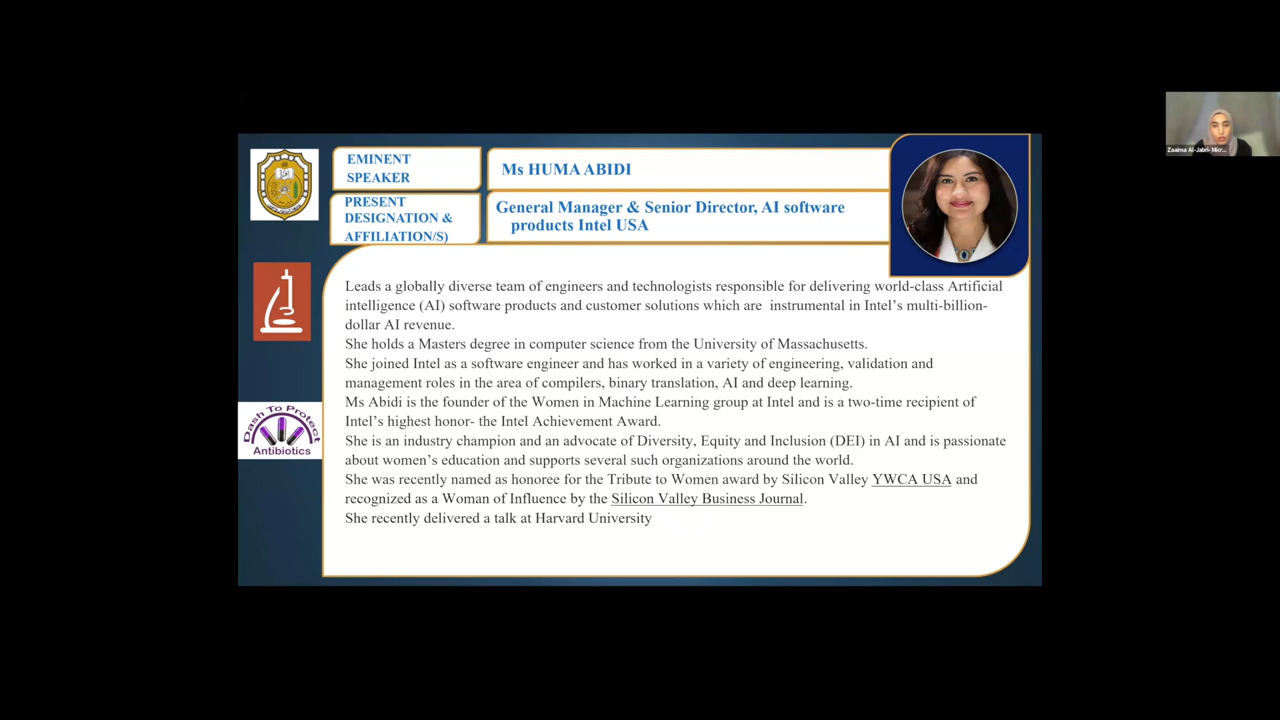 EMINENT
SPEAKER
Ms HUMA ABIDI
PRESENT
DESIGNATION &
AFFILIATION/S)
General Manager & Senior Director, AI software
products Intel USA
Zaaima Al-Jabri- Micr...
Leads a globally diverse team of engineers and technologists responsible for delivering world-class Artificial
intelligence (AI) software products and customer solutions which are instrumental in Intel's multi-billion-
dollar AI revenue.
She holds a Masters degree in computer science from the University of Massachusetts.
She joined Intel as a software engineer and has worked in a variety of engineering, validation and
management roles in the area of compilers, binary translation, AI and deep learning.
Ms Abidi is the founder of the Women in Machine Learning group at Intel and is a two-time recipient of
Intel's highest honor- the Intel Achievement Award.
She is an industry champion and an advocate of Diversity, Equity and Inclusion (DEI) in AI and is passionate
about women's education and supports several such organizations around the world.
She was recently named as honoree for the Tribute to Women award by Silicon Valley YWCA USA and
recognized as a Woman of Influence by the Silicon Valley Business Journal.
She recently delivered a talk at Harvard University
Dash To Protect
Antibiotics